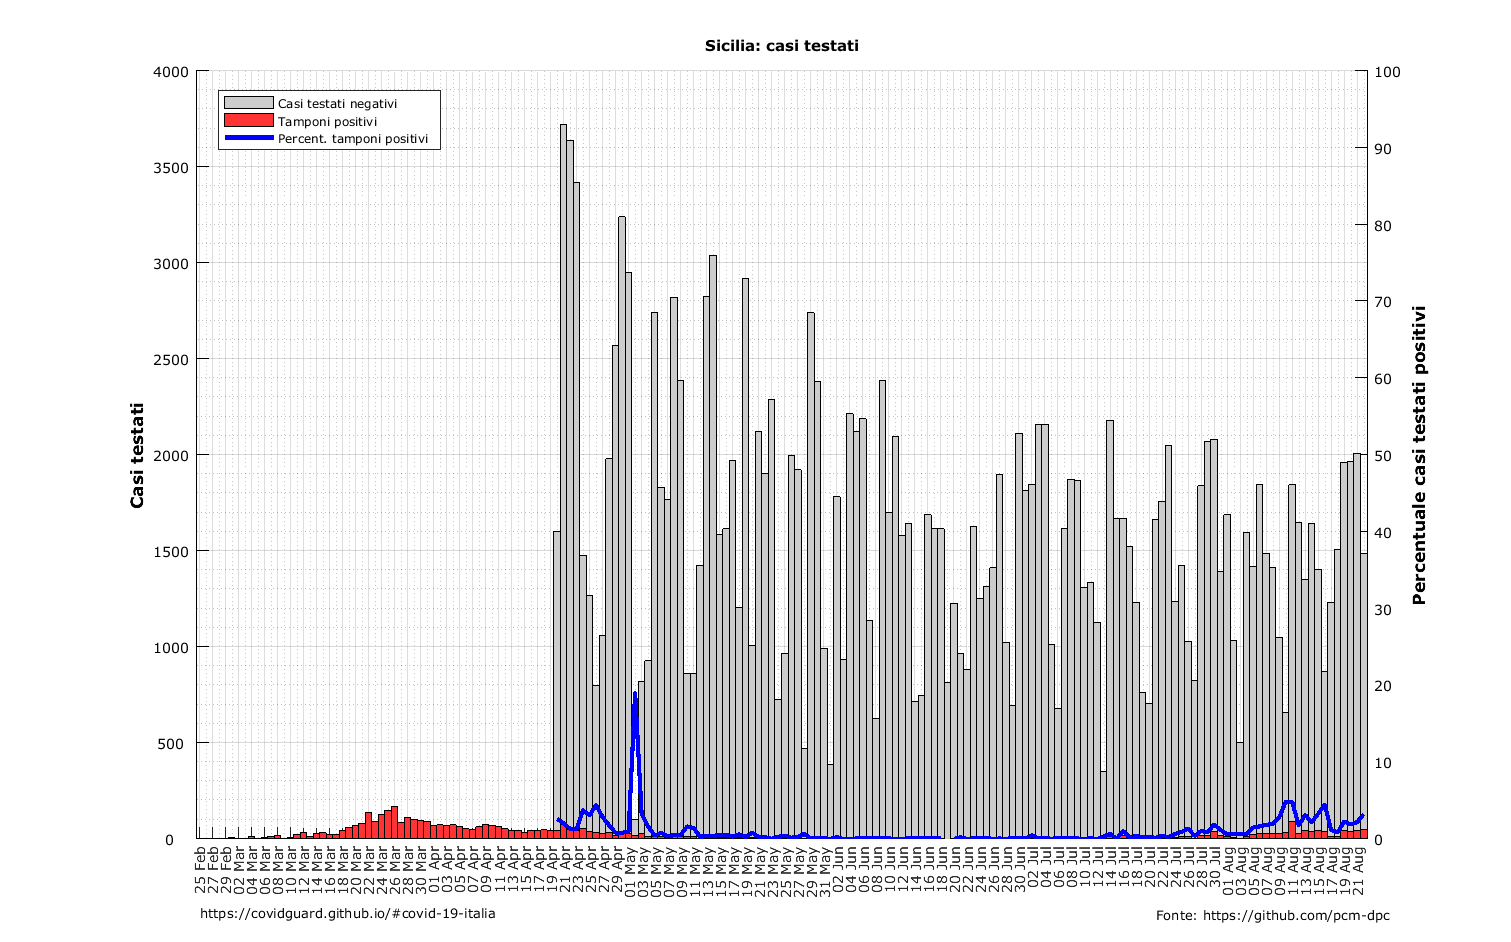 Sicilia: casi testati
4000
3500
3000
2500
2000
1500
1000
500
0
Casi testati
Casi testati negativi
Tamponi positivi
Percent. tamponi positivi
100
90
80
70
60
50
40
30
20
10
0
Percentuale casi testati positivi
25 Feb
27 Feb
29 Feb
02 Mar
04 Mar
06 Mar
08 Mar
10 Mar
12 Mar
14 Mar
16 Mar
18 Mar
20 Mar
22 Mar
24 Mar
26 Mar
28 Mar
30 Mar
01 Apr
03 Apr
05 Apr
07 Apr
09 Apr
11 Apr
13 Apr
15 Apr
17 Apr
19 Apr
21 Apr
23 Apr
25 Apr
27 Apr
29 Apr
01 May
03 May
05 May
07 May
09 May
11 May
13 May
15 May
17 May
19 May
21 May
23 May
25 May
27 May
29 May
31 May
02 Jun
04 Jun
06 Jun
08 Jun
10 Jun
12 Jun
14 Jun
16 Jun
18 Jun
20 Jun
22 Jun
24 Jun
26 Jun
28 Jun
30 Jun
02 Jul
04 Jul
06 Jul
08 Jul
10 Jul
12 Jul
14 Jul
16 Jul
18 Jul
20 Jul
22 Jul
24 Jul
26 Jul
28 Jul
30 Jul
01 Aug
03 Aug
05 Aug
07 Aug
09 Aug
11 Aug
13 Aug
15 Aug
17 Aug
19 Aug
21 Aug
https://covidguard.github.io/#covid-19-italia
Fonte: https://github.com/pcm-dpc